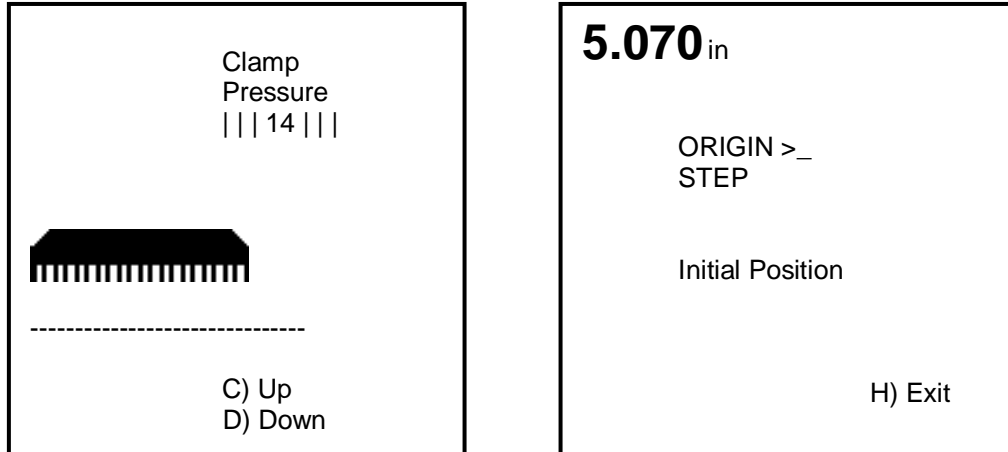 Clamp
Pressure
| | | 14 | | |
------------------------------
C) Up
D) Down
5.070 in
ORIGIN >_
STEP
Initial Position
H) Exit